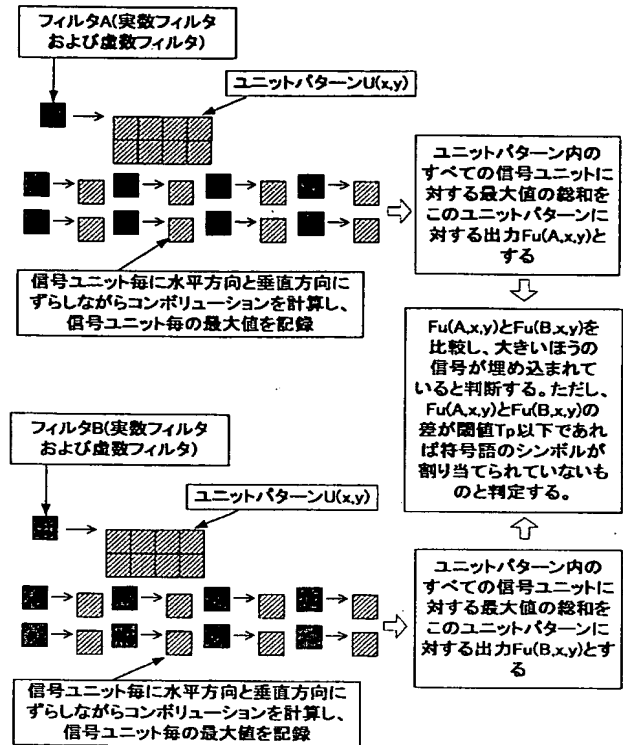 フィルタA(実数フィルタ
および虚数フィルタ)
ユニットパターンU(x,y)
信号ユニット毎に水平方向と垂直方向に
ずらしながらコンボリューションを計算し、
信号ユニット毎の最大値を記録
ユニットパターン内の
すべての信号ユニットに
対する最大値の総和を
このユニットパターンに
対する出力Fu(A,x,y)と
する
Fu(A,x,y)とFu(B,x,y)を
比較し、大きいほうの
信号が埋め込まれて
いると判断する。ただし、
Fu(A,x,y)とFu(B,x,y)の
差が閾値Tp以下であれ
ば符号語のシンボルが
割り当てられていないも
のと判定する。
フィルタB(実数フィルタ
および虚数フィルタ)
ユニットパターンU(x,y)
信号ユニット毎に水平方向と垂直方向に
ずらしながらコンボリューションを計算し、
信号ユニット毎の最大値を記録
ユニットパターン内の
すべての信号ユニットに
対する最大値の総和を
このユニットパターンに
対する出力Fu(B,x,y)とす
る